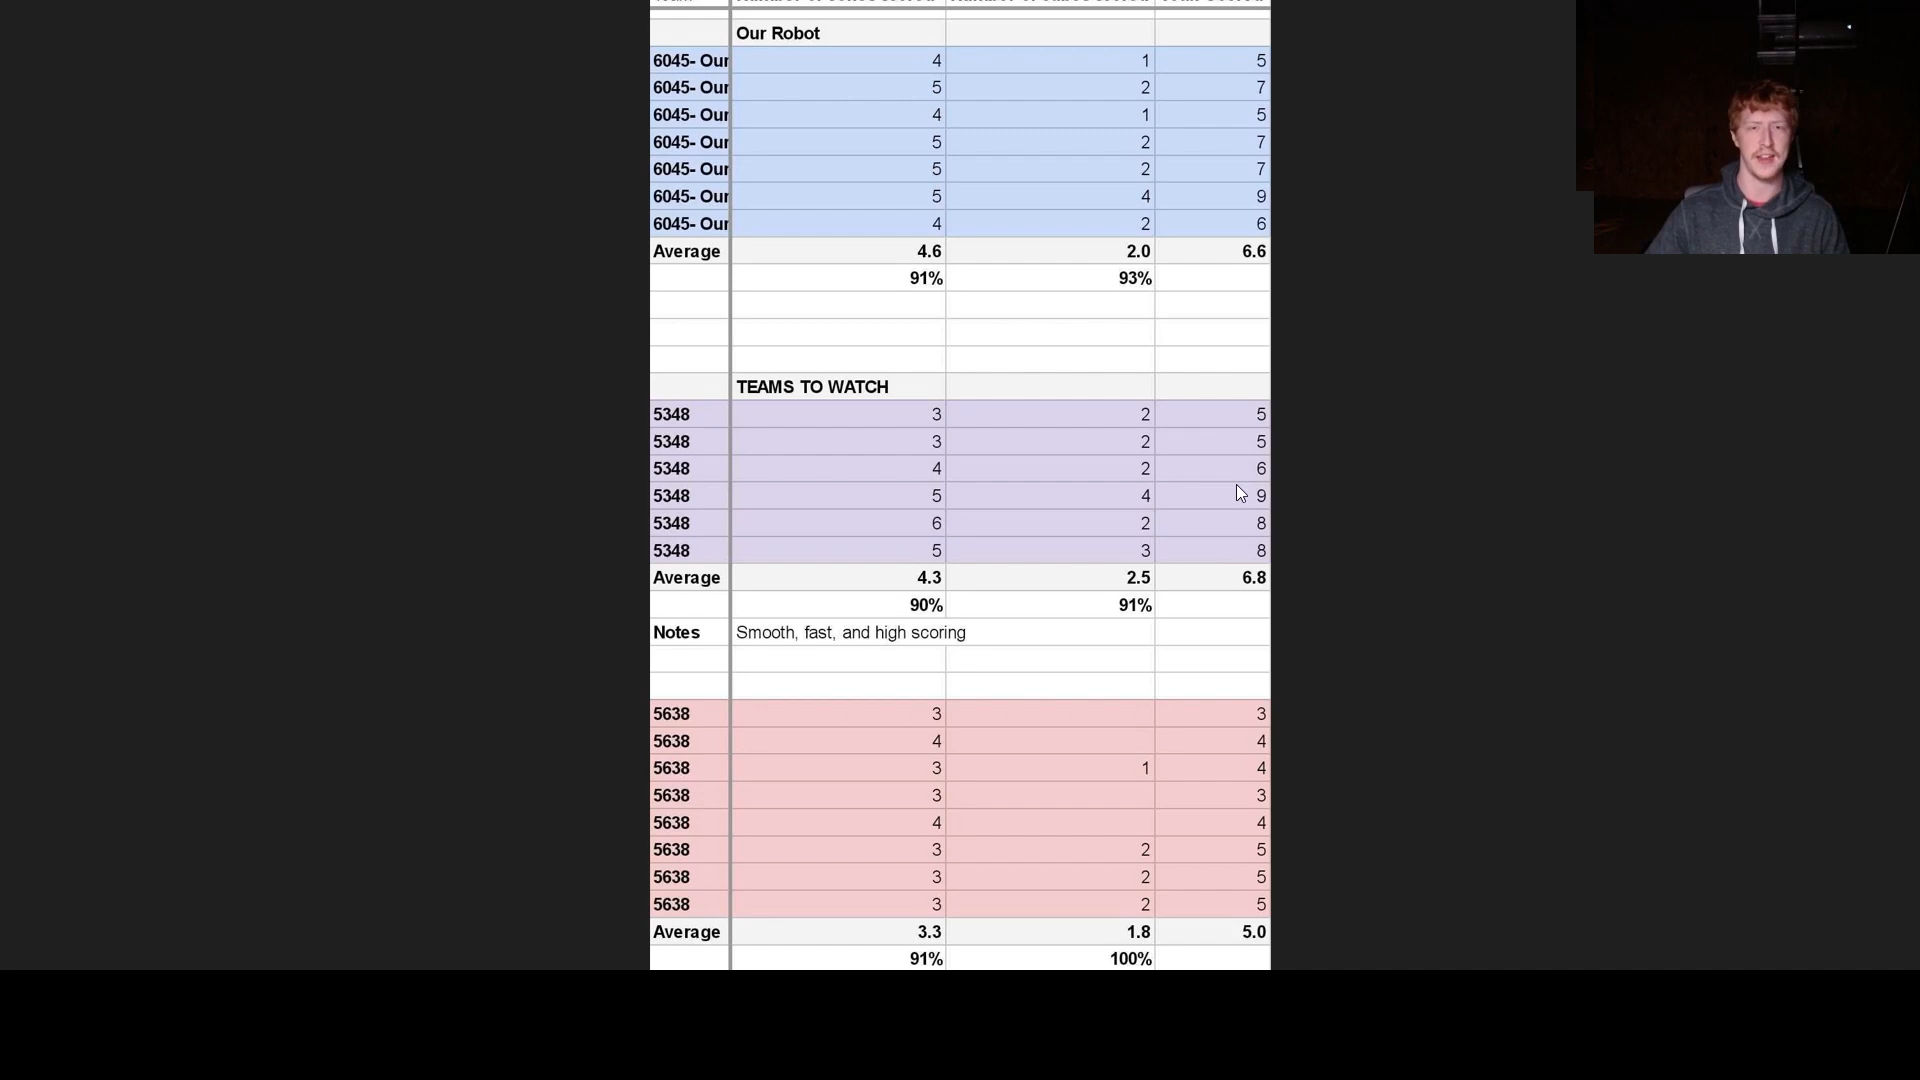 Our Robot
6045- Our 4 1 5
6045- Our 5 2 7
6045- Our 4 1 5
6045- Our 5 2 7
6045- Our 5 2 7
6045- Our 5 4 9
6045- Our 4 2 6
Average 4.6 2.0 6.6
91% 93%
TEAMS TO WATCH
5348 3 2 5
5348 3 2 5
5348 4 2 6
5348 5 4 9
5348 6 2 8
5348 5 3 8
Average 4.3 2.5 6.8
90% 91%
Notes Smooth, fast, and high scoring
5638 3 3
5638 4 4
5638 3 1 4
5638 3 3
5638 4 4
5638 3 2 5
5638 3 2 5
5638 3 2 5
Average 3.3 1.8 5.0
91% 100%